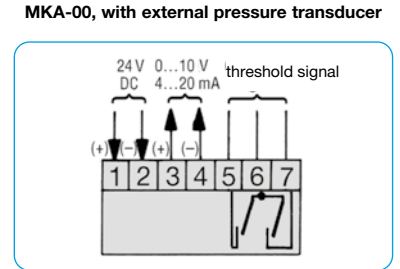 MKA-00, with external pressure transducer
24 V 0...10 V threshold signal
DC 4...20 mA
(+) (−) (+) (−)
1 2 3 4 5 6 7